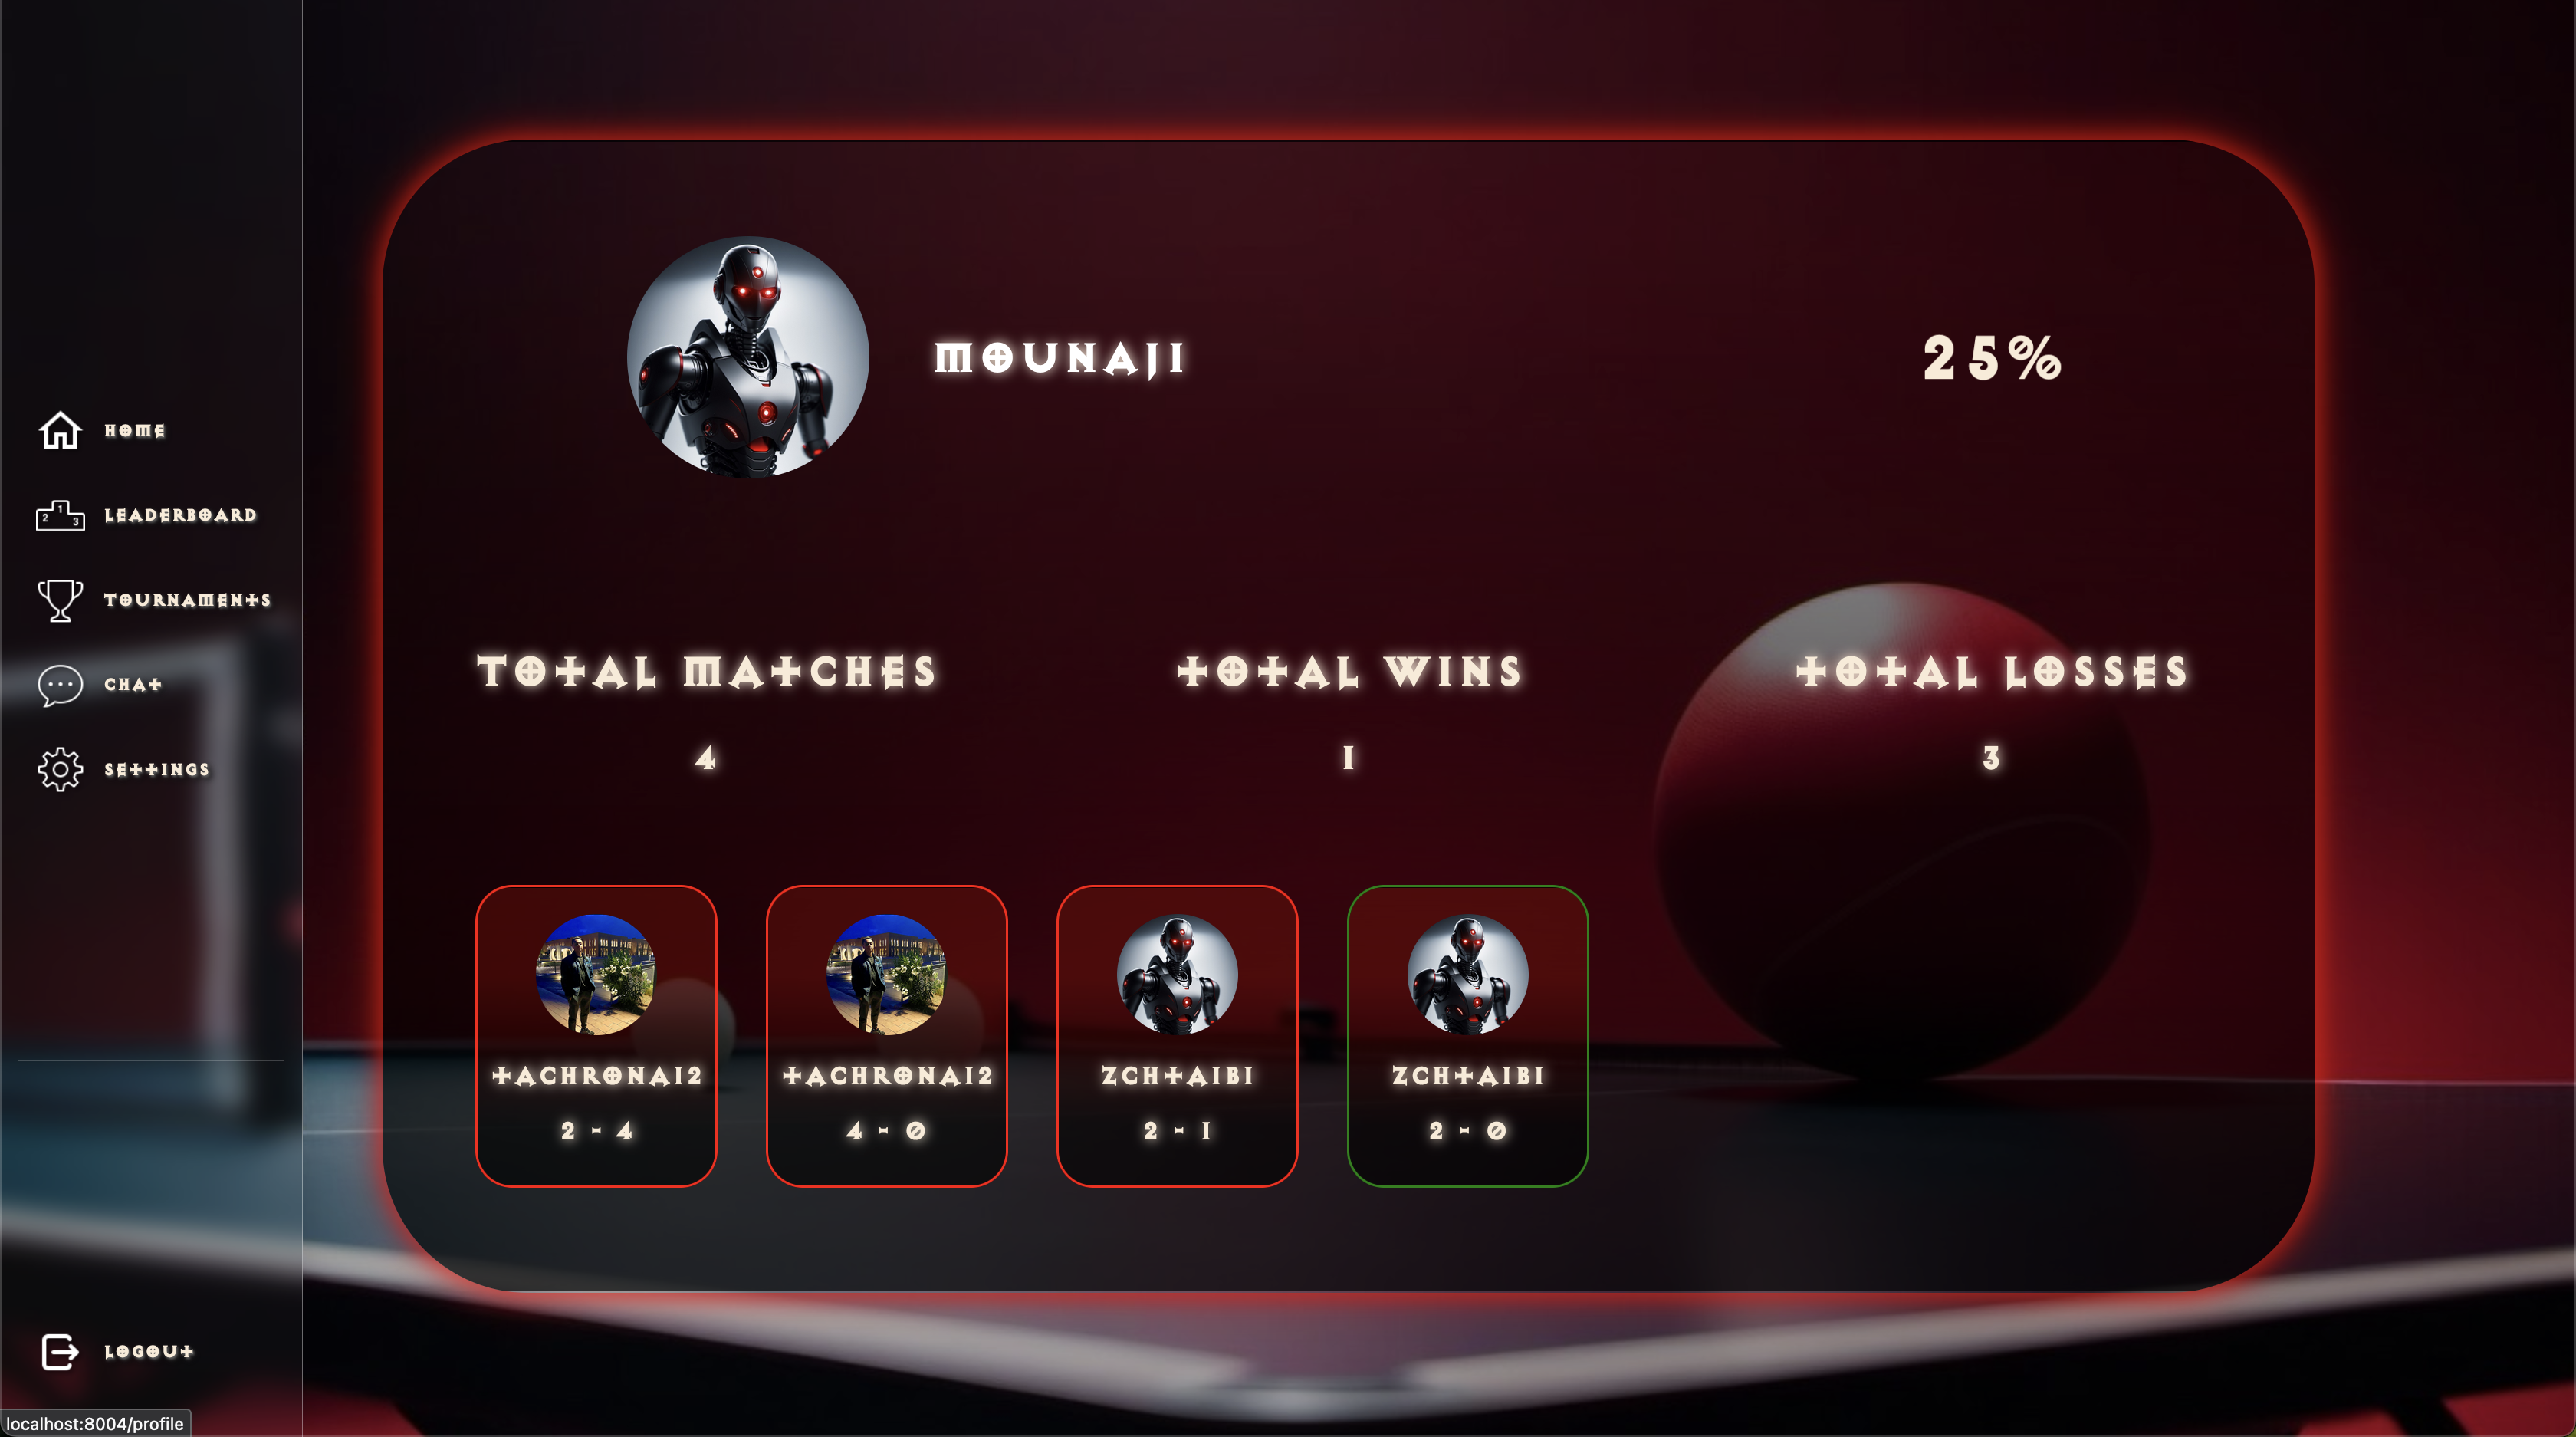 HOME
LEADERBOARD
TOURNAMENTS
CHAT
SETTINGS
LOGOUT
MOUNAJI
25%
TOTAL MATCHES
4
TOTAL WINS
1
TOTAL LOSSES
3
TACHRONAI2
2 - 4
TACHRONAI2
4 - 0
ZCHTAIBI
2 - 1
ZCHTAIBI
2 - 0
localhost:8004/profile